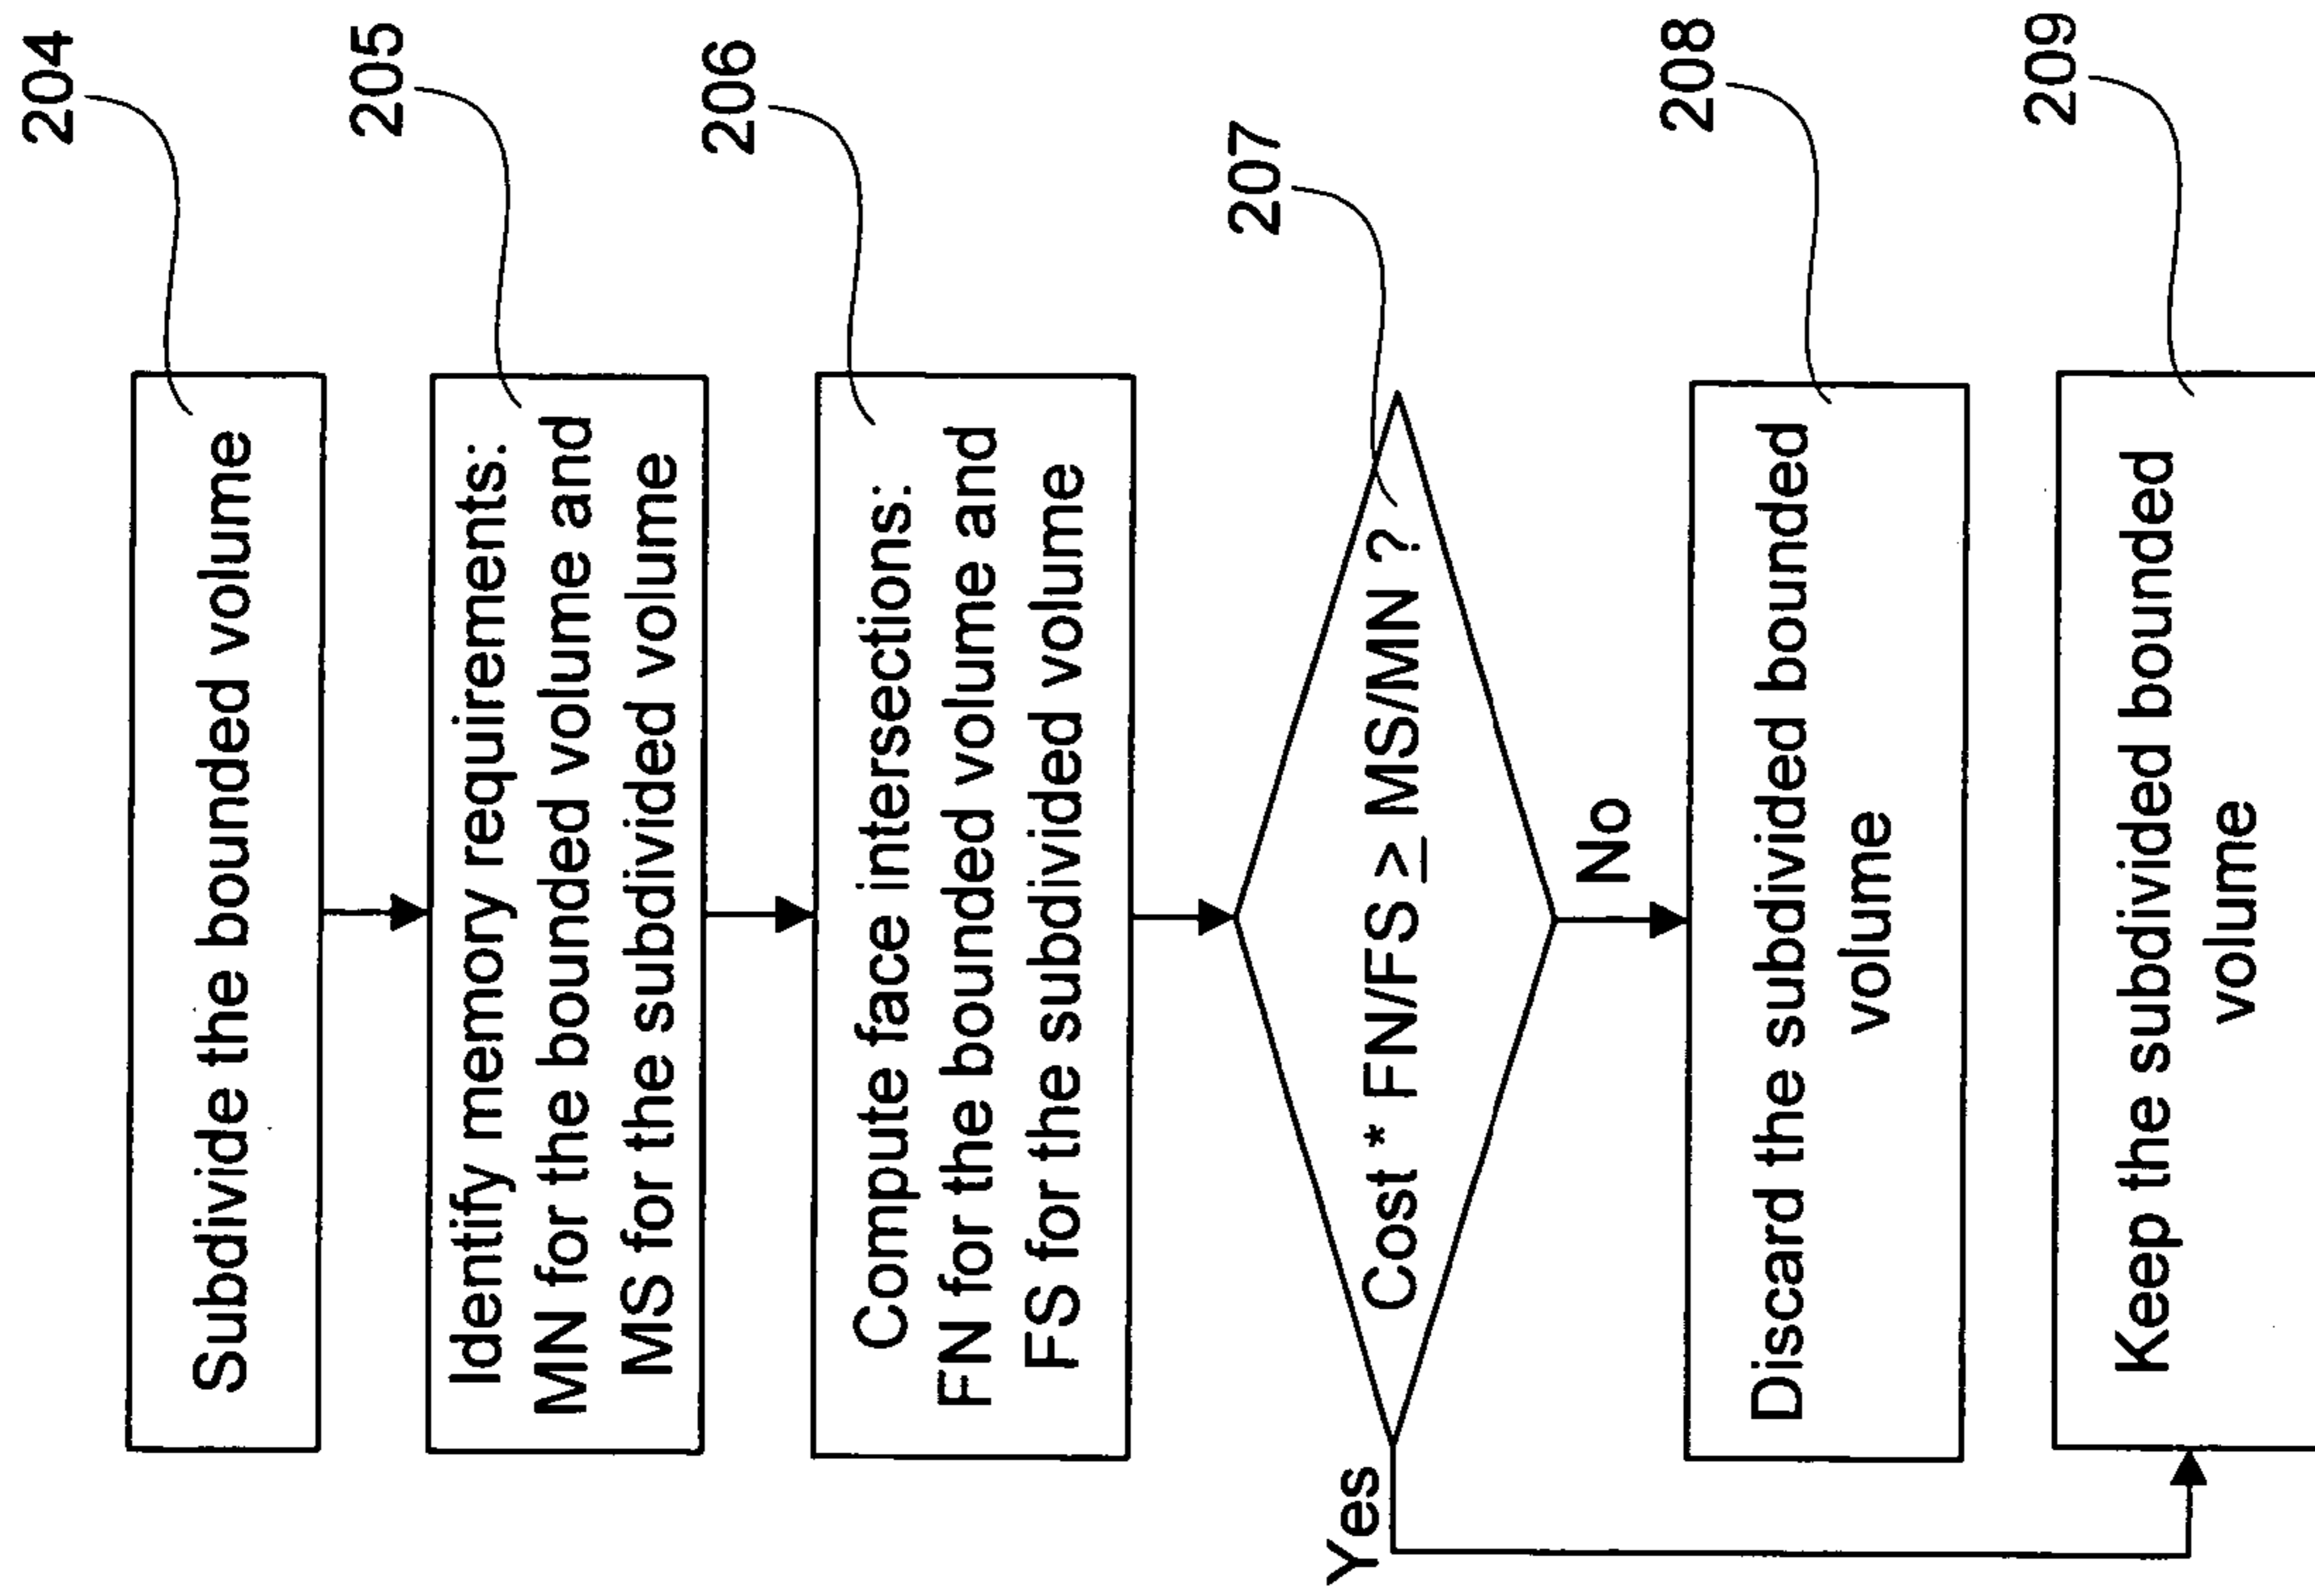 204
Subdivide the bounded volume
205
Identify memory requirements:
MN for the bounded volume and
MS for the subdivided volume
206
Compute face intersections:
FN for the bounded volume and
FS for the subdivided volume
207
Cost * FN/FS ≥ MS/MN ?
Yes
No
208
Discard the subdivided bounded
volume
209
Keep the subdivided bounded
volume